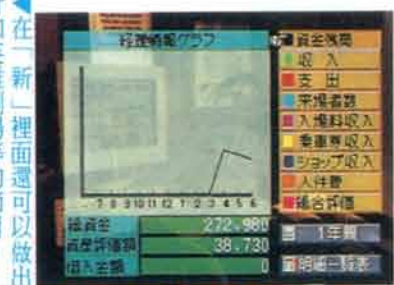 在「新」裡面還可以做出
経理情報グラフ
資金残高
収入
支出
来場者数
入場料収入
乗車券収入
ショップ収入
人件費
総合評価
7 8 9 10 11 12 1 2 3 4 5 6
総資金 272,980
資産評価額 38,730
借入金額 0
1年間